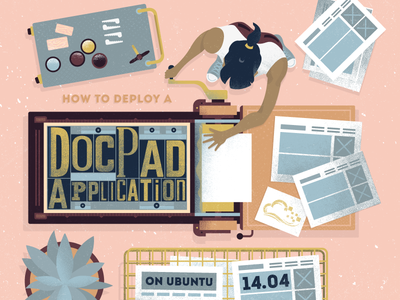 HOW TO DEPLOY A
DOCPAD
APPLICATION
ON UBUNTU 14.04